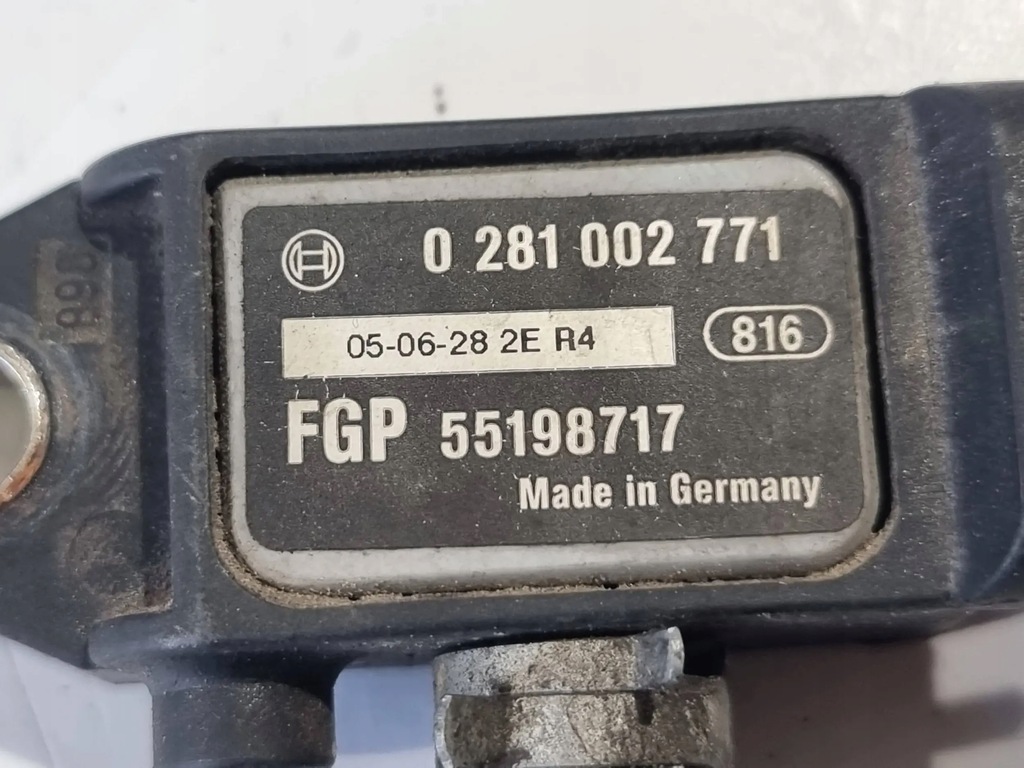 0 281 002 771
05-06-28 2E R4
816
FGP 55198717
Made in Germany